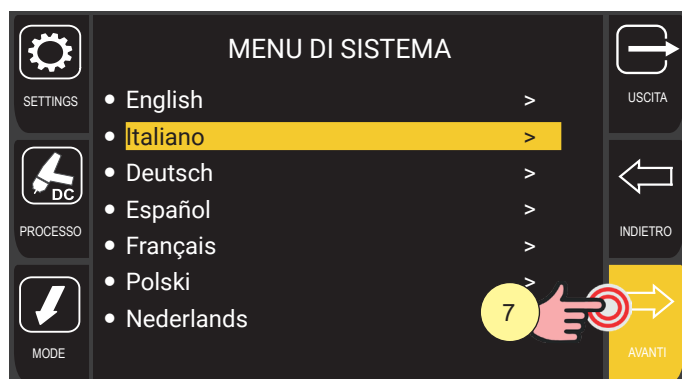 MENU DI SISTEMA
SETTINGS
English >
USCITA
Italiano >
DC
Deutsch >
Español >
PROCESSO
INDIETRO
Français >
Polski >
7
Nederlands
MODE
AVANTI